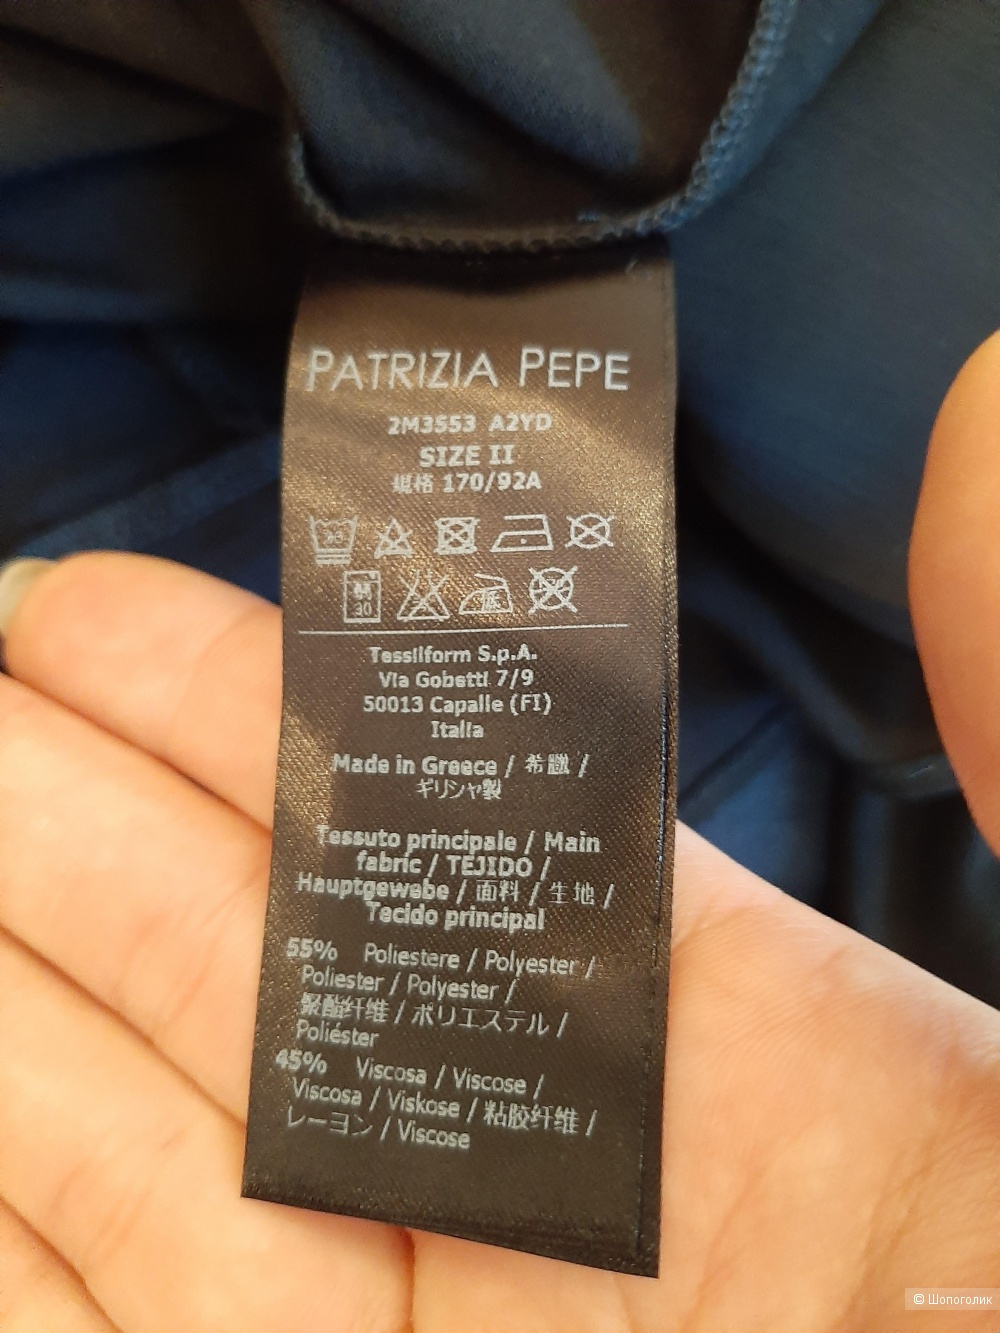 PATRIZIA PEPE
2M3553 A2YD
SIZE II
規格 170/92A
30
30
Tessilform S.p.A.
Via Gobetti 7/9
50013 Capalle (FI)
Italia
Made in Greece / 希臘 /
ギリシャ製
Tessuto principale / Main
fabric / TEJIDO /
Hauptgewebe / 面料 / 生地 /
Tecido principal
55% Poliestere / Polyester /
Poliester / Polyester /
聚酯纤维 / ポリエステル /
Poliéster
45% Viscosa / Viscose /
Viscosa / Viskose / 粘胶纤维 /
レーヨン / Viscose
© Шопоголик